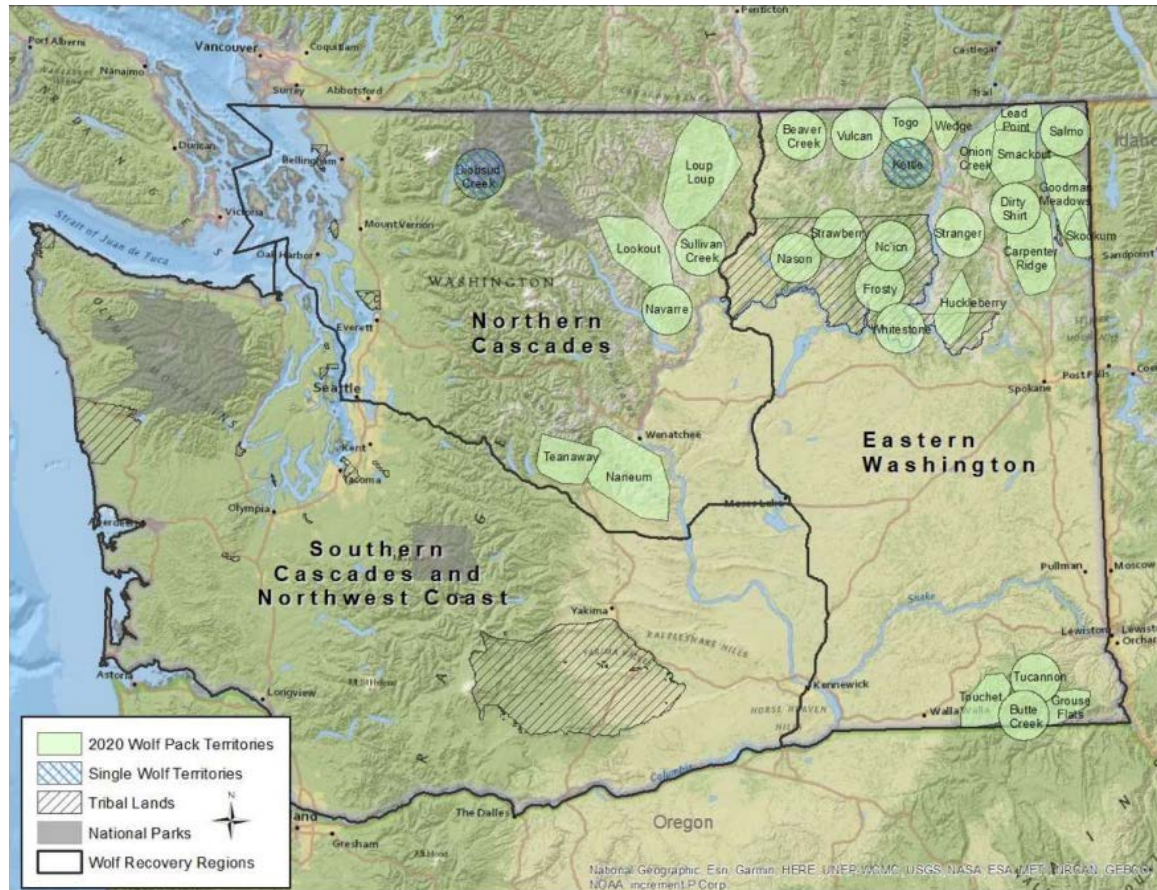 Penticton
Port Alberni
Vancouver
Coquitlam
Castlegar
Nanaimo
Surrey
Abbotsford
Trail
Duncan
Bellingham
Diobsud
Creek
Loup
Loup
Beaver
Creek
Vulcan
Togo
Kettle
Wedge
Lead
Point
Onion
Creek
Smackout
Salmo
Idaho
Goodman
Meadows
Dirty
Shirt
Skookum
Carpenter
Ridge
Sandpoint
Victoria
Strait of Juan de Fuca
Mount Vernon
Oak Harbor
Lookout
Sullivan
Creek
Strawberry
Nason
Nc'icn
Stranger
Frosty
Huckleberry
Whitestone
Navarre
WASHINGTON
Northern
Cascades
Everett
Seattle
Kent
Tacoma
Olympia
Aberdeen
Wenatchee
Teanaway
Naneum
Spokane
Post Falls
Eastern
Washington
Moses Lake
Southern
Cascades and
Northwest Coast
Yakima
RATTLESNAKE HILLS
Pullman
Moscow
Snake
Lewiston
Kennewick
HORSE HEAVEN
HILLS
Walla
Touchet
Tucannon
Butte
Creek
Grouse
Flats
Astoria
Longview
Columbia
The Dalles
Gresham
Oregon
2020 Wolf Pack Territories
Single Wolf Territories
Tribal Lands
National Parks
Wolf Recovery Regions
N
National Geographic, Esri, Garmin, HERE, UNEP-WCMC, USGS, NASA, ESA, METI, NRCAN, GEBCO,
NOAA, increment P Corp.